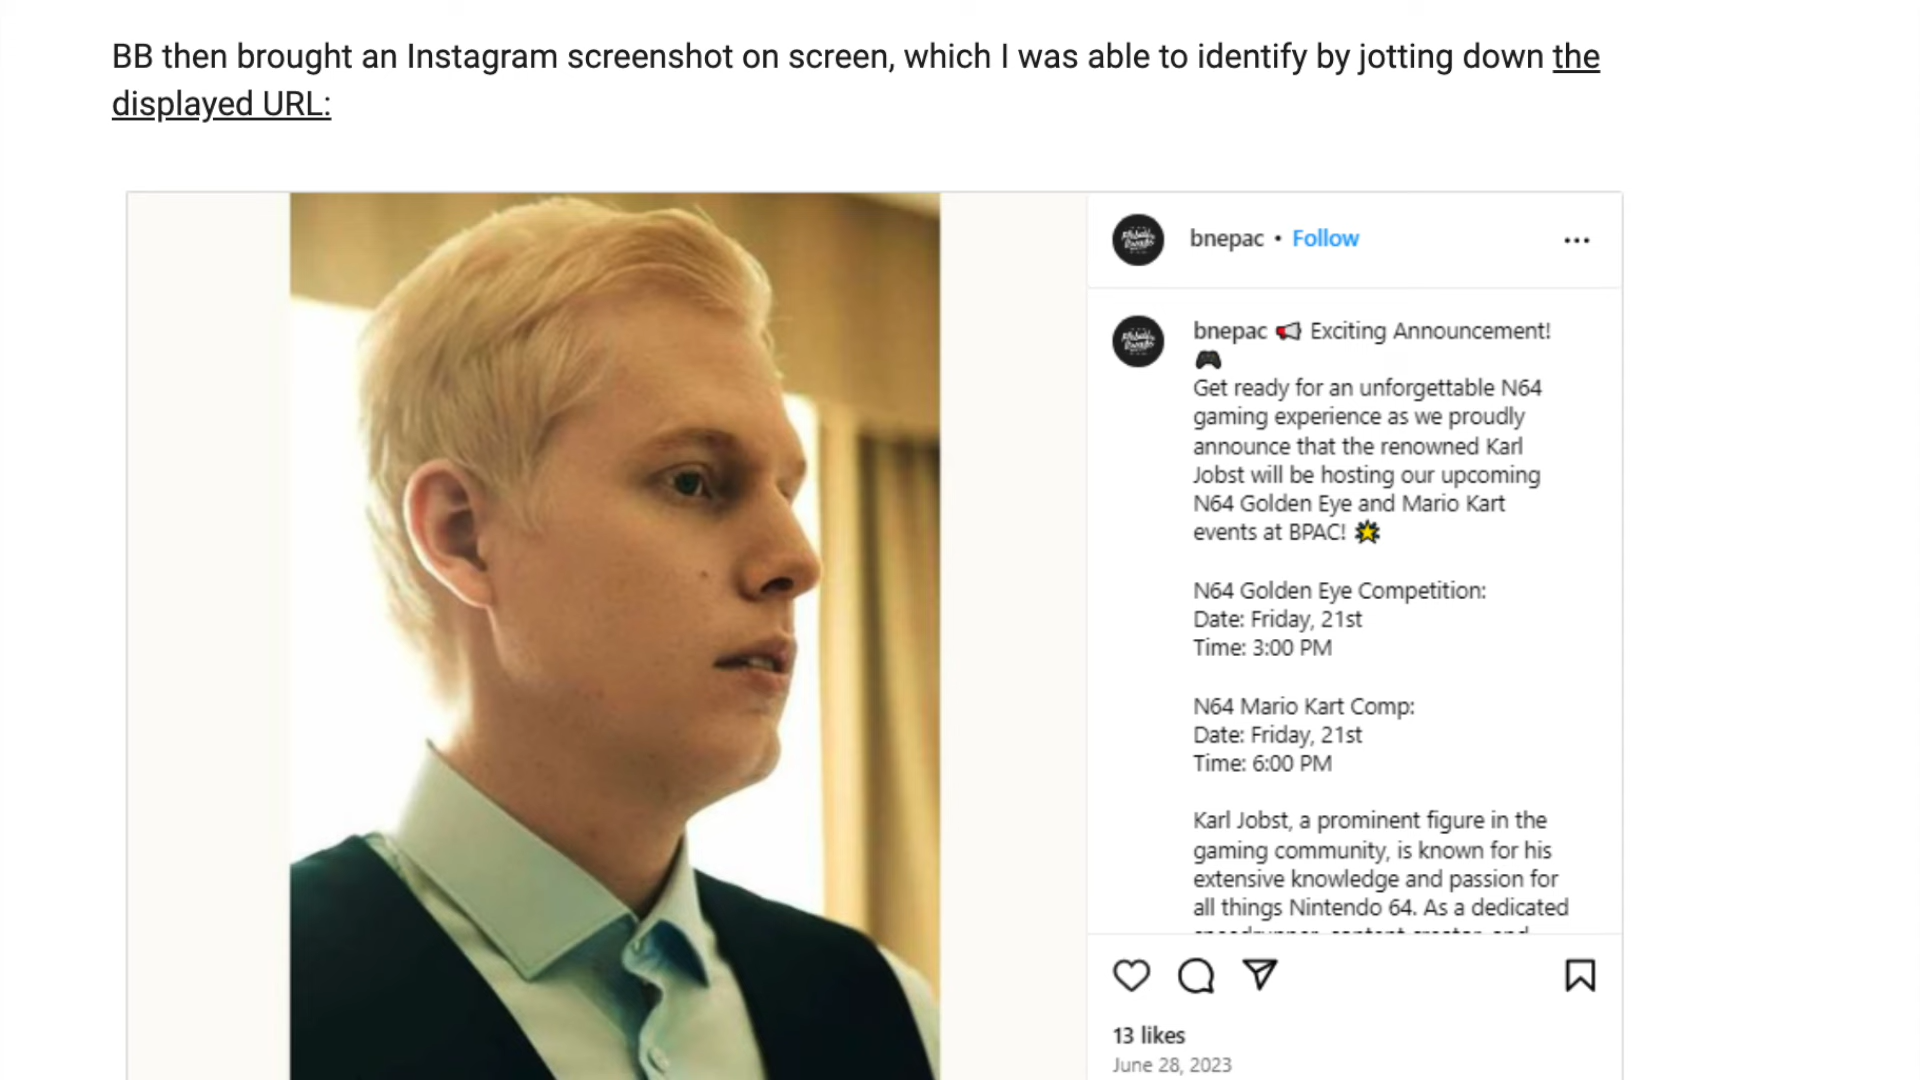 BB then brought an Instagram screenshot on screen, which I was able to identify by jotting down the
displayed URL:
bnepac • Follow
bnepac 📢 Exciting Announcement!
🎮
Get ready for an unforgettable N64
gaming experience as we proudly
announce that the renowned Karl
Jobst will be hosting our upcoming
N64 Golden Eye and Mario Kart
events at BPAC! 🌟
N64 Golden Eye Competition:
Date: Friday, 21st
Time: 3:00 PM
N64 Mario Kart Comp:
Date: Friday, 21st
Time: 6:00 PM
Karl Jobst, a prominent figure in the
gaming community, is known for his
extensive knowledge and passion for
all things Nintendo 64. As a dedicated
13 likes
June 28, 2023